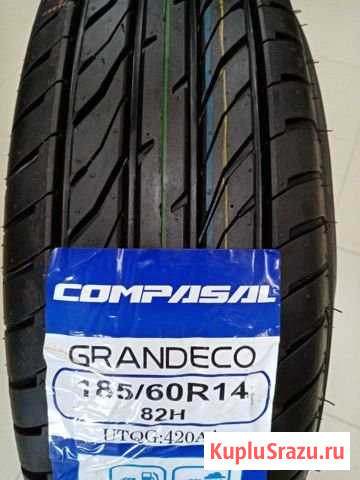 COMPASAL
GRANDECO
185/60R14
82H
UTQG:420AA
KupluSrazu.ru